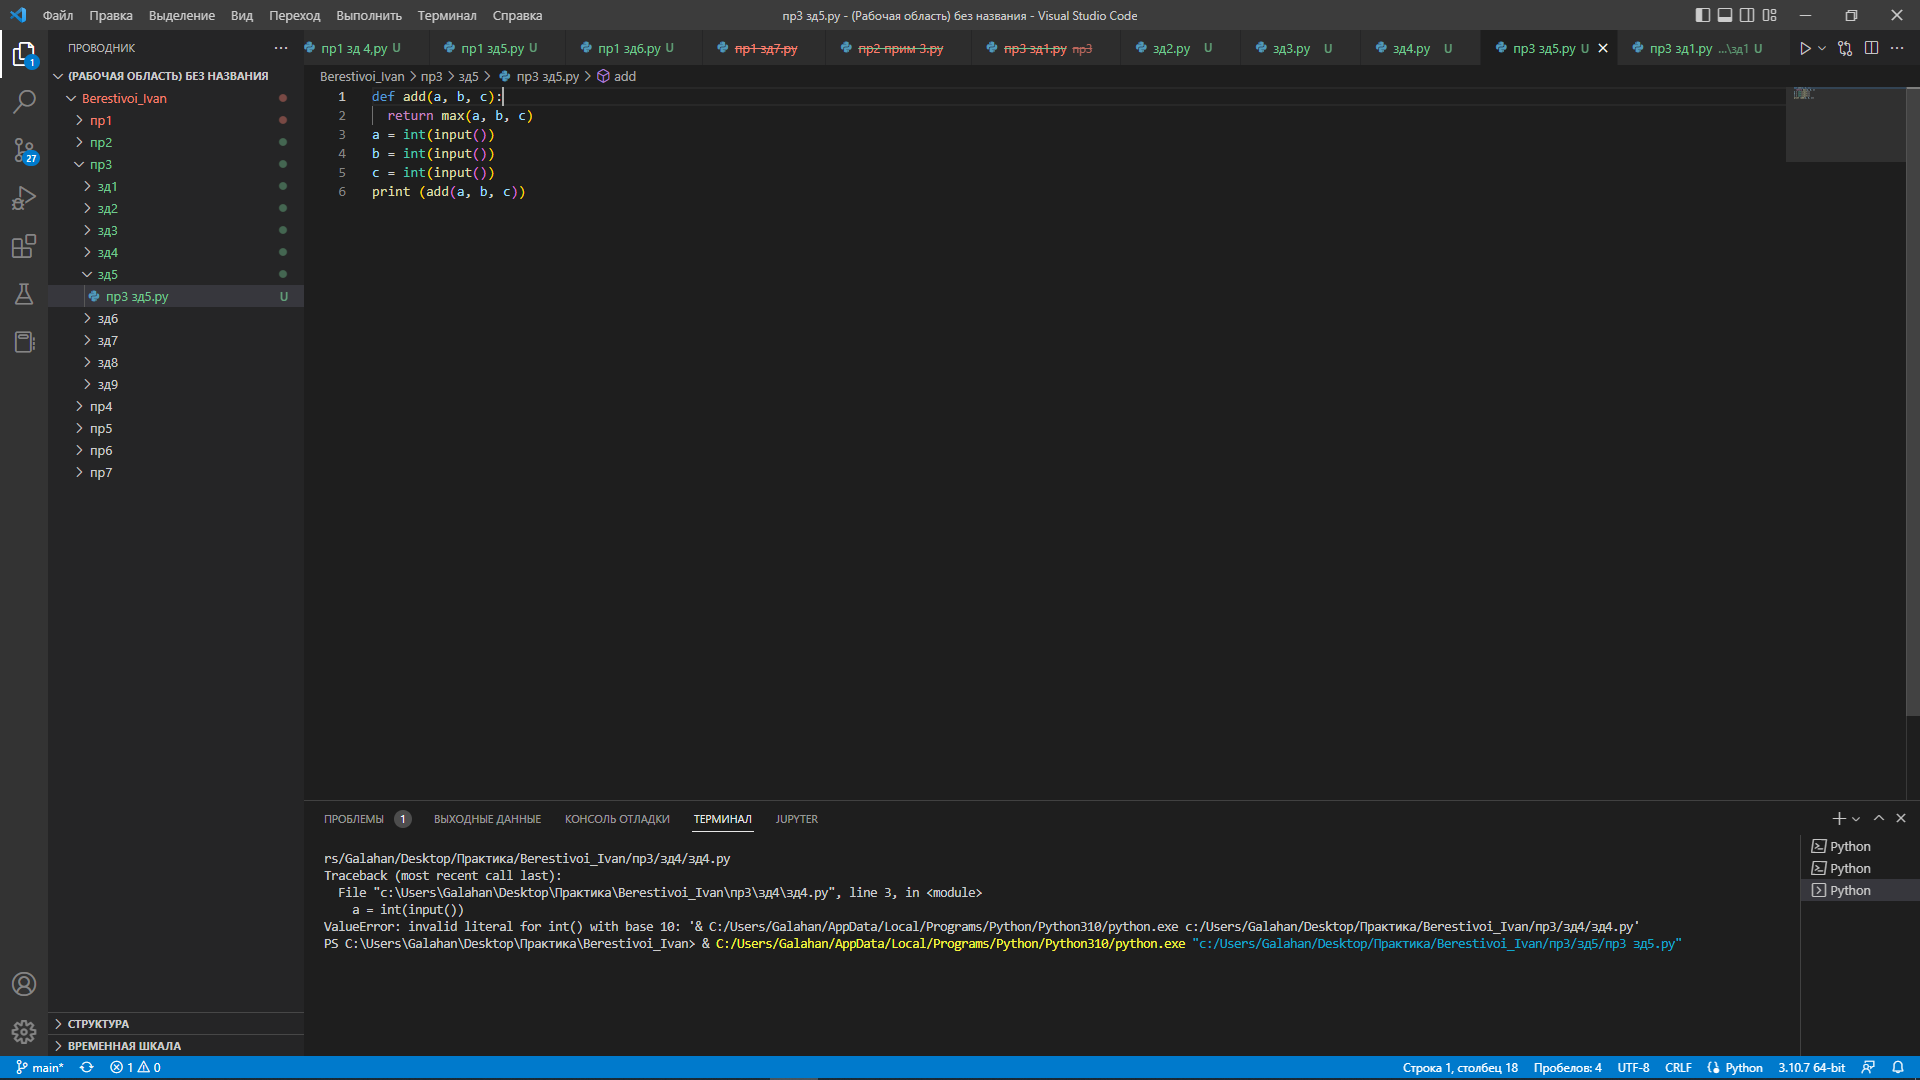 Файл Правка Выделение Вид Переход Выполнить Терминал Справка
пр3 зд5.py - (Рабочая область) без названия - Visual Studio Code
ПРОВОДНИК
пр1 зд 4.py U
пр1 зд5.py U
пр1 зд6.py U
пр1 зд7.py
пр2 прим 3.py
пр3 зд1.py пр3
зд2.py U
зд3.py U
зд4.py U
пр3 зд5.py U
пр3 зд1.py ...\зд1 U
1
27
(РАБОЧАЯ ОБЛАСТЬ) БЕЗ НАЗВАНИЯ
Berestivoi_Ivan
пр1
пр2
пр3
зд1
зд2
зд3
зд4
зд5
пр3 зд5.py U
зд6
зд7
зд8
зд9
пр4
пр5
пр6
пр7
СТРУКТУРА
ВРЕМЕННАЯ ШКАЛА
Berestivoi_Ivan > пр3 > зд5 > пр3 зд5.py > add
1 def add(a, b, c):
2 return max(a, b, c)
3 a = int(input())
4 b = int(input())
5 c = int(input())
6 print (add(a, b, c))
ПРОБЛЕМЫ 1 ВЫХОДНЫЕ ДАННЫЕ КОНСОЛЬ ОТЛАДКИ ТЕРМИНАЛ JUPYTER
rs/Galahan/Desktop/Практика/Berestivoi_Ivan/пр3/зд4/зд4.py
Traceback (most recent call last):
File "c:\Users\Galahan\Desktop\Практика\Berestivoi_Ivan\пр3\зд4\зд4.py", line 3, in <module>
a = int(input())
ValueError: invalid literal for int() with base 10: '& C:/Users/Galahan/AppData/Local/Programs/Python/Python310/python.exe c:/Users/Galahan/Desktop/Практика/Berestivoi_Ivan/пр3/зд4/зд4.py'
PS C:\Users\Galahan\Desktop\Практика\Berestivoi_Ivan> & C:/Users/Galahan/AppData/Local/Programs/Python/Python310/python.exe "c:/Users/Galahan/Desktop/Практика/Berestivoi_Ivan/пр3/зд5/пр3 зд5.py"
Python
Python
Python
main* 1 0
Строка 1, столбец 18 Пробелов: 4 UTF-8 CRLF Python 3.10.7 64-bit